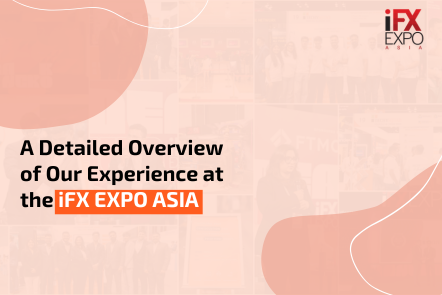 iFX
EXPO
ASIA
A Detailed Overview
of Our Experience at
the iFX EXPO ASIA